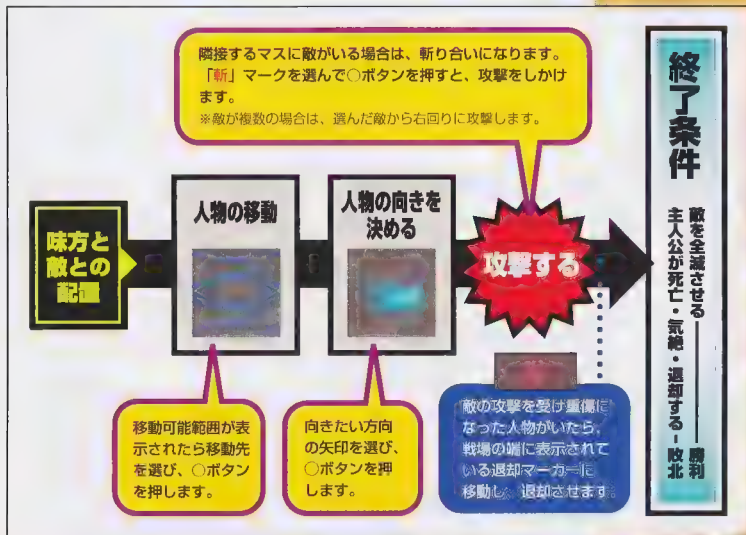 隣接するマスに敵がいる場合は、斬り合いになります。
「斬」マークを選んで○ボタンを押すと、攻撃をしかけ
ます。
※敵が複数の場合は、選んだ敵から右回りに攻撃します。
味方と
敵との
配置
人物の移動
人物の向きを
決める
攻撃する
移動可能範囲が表
示されたら移動先
を選び、○ボタン
を押します。
向きたい方向
の矢印を選び、
○ボタンを押
します。
敵の攻撃を受け重傷に
なった人物がいたら、
戦場の端に表示されて
いる退却マーカーに
移動し、退却させます。
終了条件
敵を全滅させる――――勝利
主人公が死亡・気絶・退却する－敗北